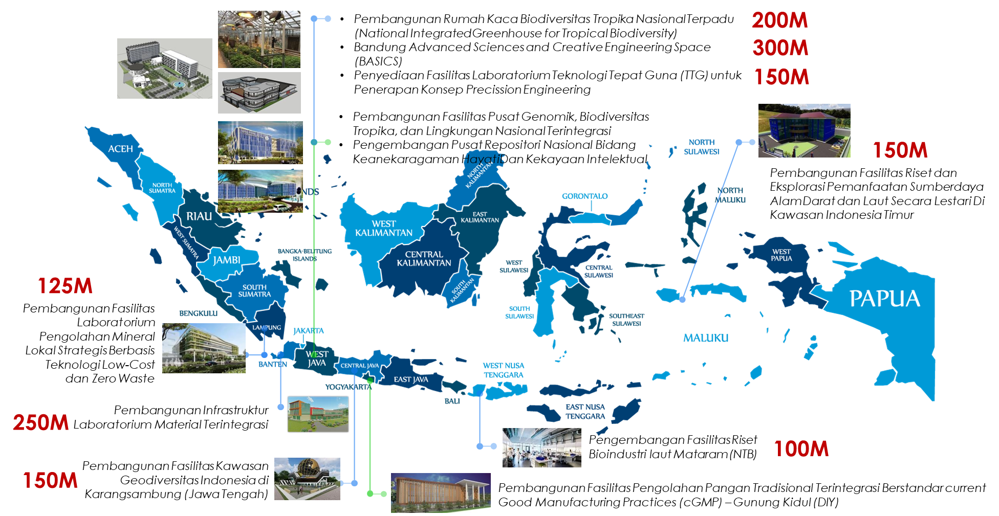 • Pembangunan Rumah Kaca Biodiversitas Tropika Nasional Terpadu
(National Integrated Greenhouse for Tropical Biodiversity)
200M
• Bandung Advanced Sciences and Creative Engineering Space
(BASICS)
300M
• Penyediaan Fasilitas Laboratorium Teknologi Tepat Guna (TTG) untuk
Penerapan Konsep Precission Engineering
150M
• Pembangunan Fasilitas Pusat Genomik, Biodiversitas
Tropika, dan Lingkungan Nasional Terintegrasi
• Pengembangan Pusat Repositori Nasional Bidang
Keanekaragaman Hayati Dan Kekayaan Intelektual
150M
Pembangunan Fasilitas Riset dan
Eksplorasi Pemanfaatan Sumberdaya
Alam Darat dan Laut Secara Lestari Di
Kawasan Indonesia Timur
ACEH
NORTH
SUMATRA
RIAU
NDS
WEST SUMATRA
JAMBI
BANGKA-BELITUNG
ISLANDS
SOUTH
SUMATRA
BENGKULU
LAMPUNG
JAKARTA
BANTEN
WEST
JAVA
CENTRAL JAVA
YOGYAKARTA
EAST JAVA
BALI
WEST NUSA
TENGGARA
EAST NUSA
TENGGARA
NORTH
KALIMANTAN
WEST
KALIMANTAN
EAST
KALIMANTAN
CENTRAL
KALIMANTAN
SOUTH
KALIMANTAN
GORONTALO
NORTH
SULAWESI
WEST
SULAWESI
CENTRAL
SULAWESI
SOUTH
SULAWESI
SOUTHEAST
SULAWESI
NORTH
MALUKU
MALUKU
WEST
PAPUA
PAPUA
125M
Pembangunan Fasilitas
Laboratorium
Pengolahan Mineral
Lokal Strategis Berbasis
Teknologi Low-Cost
dan Zero Waste
250M
Pembangunan Infrastruktur
Laboratorium Material Terintegrasi
150M
Pembangunan Fasilitas Kawasan
Geodiversitas Indonesia di
Karangsambung (Jawa Tengah)
Pengembangan Fasilitas Riset
Bioindustri laut Mataram (NTB)
100M
Pembangunan Fasilitas Pengolahan Pangan Tradisional Terintegrasi Berstandar current
Good Manufacturing Practices (cGMP) – Gunung Kidul (DIY)